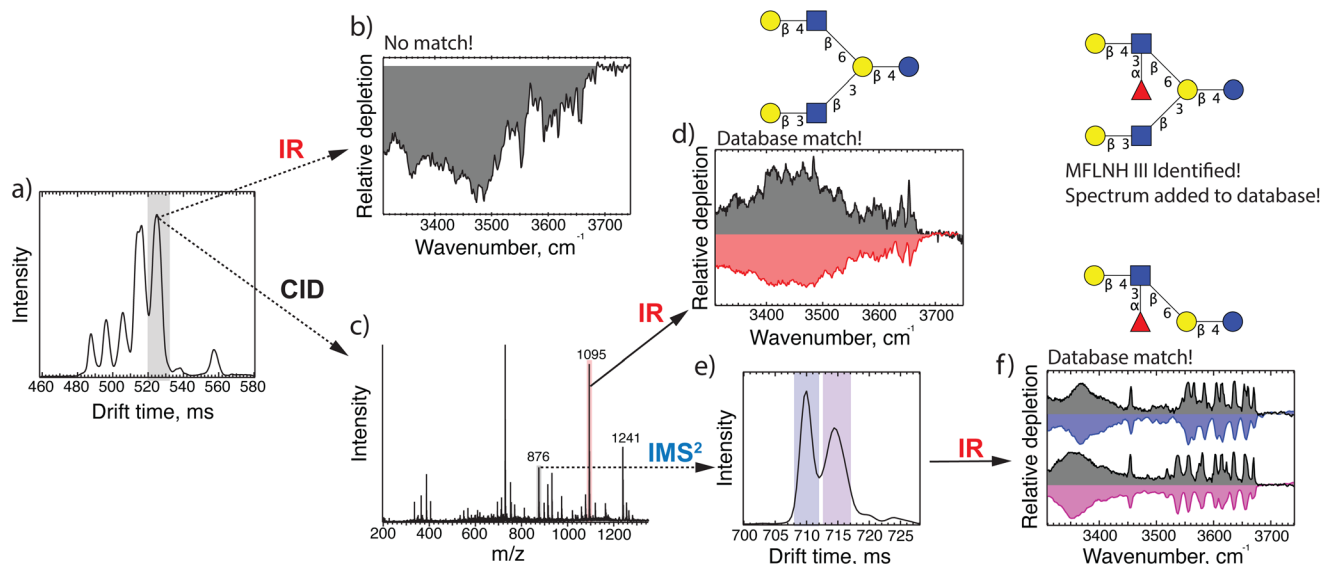 a)
Intensity
460 480 500 520 540 560 580
Drift time, ms
IR
CID
b)
No match!
Relative depletion
3400 3500 3600 3700
Wavenumber, cm-1
c)
Intensity
1095
1241
876
200 400 600 800 1000 1200
m/z
IR
IMS2
β 4
β
6
β 4
3
β
β 3
d)
Database match!
Relative depletion
3400 3500 3600 3700
Wavenumber, cm-1
e)
Intensity
700 705 710 715 720 725
Drift time, ms
IR
β 4
3
α
β
6
β 4
3
β
β 3
MFLNH III Identified!
Spectrum added to database!
β 4
3
α
β
6
β 4
f)
Database match!
Relative depletion
3400 3500 3600 3700
Wavenumber, cm-1